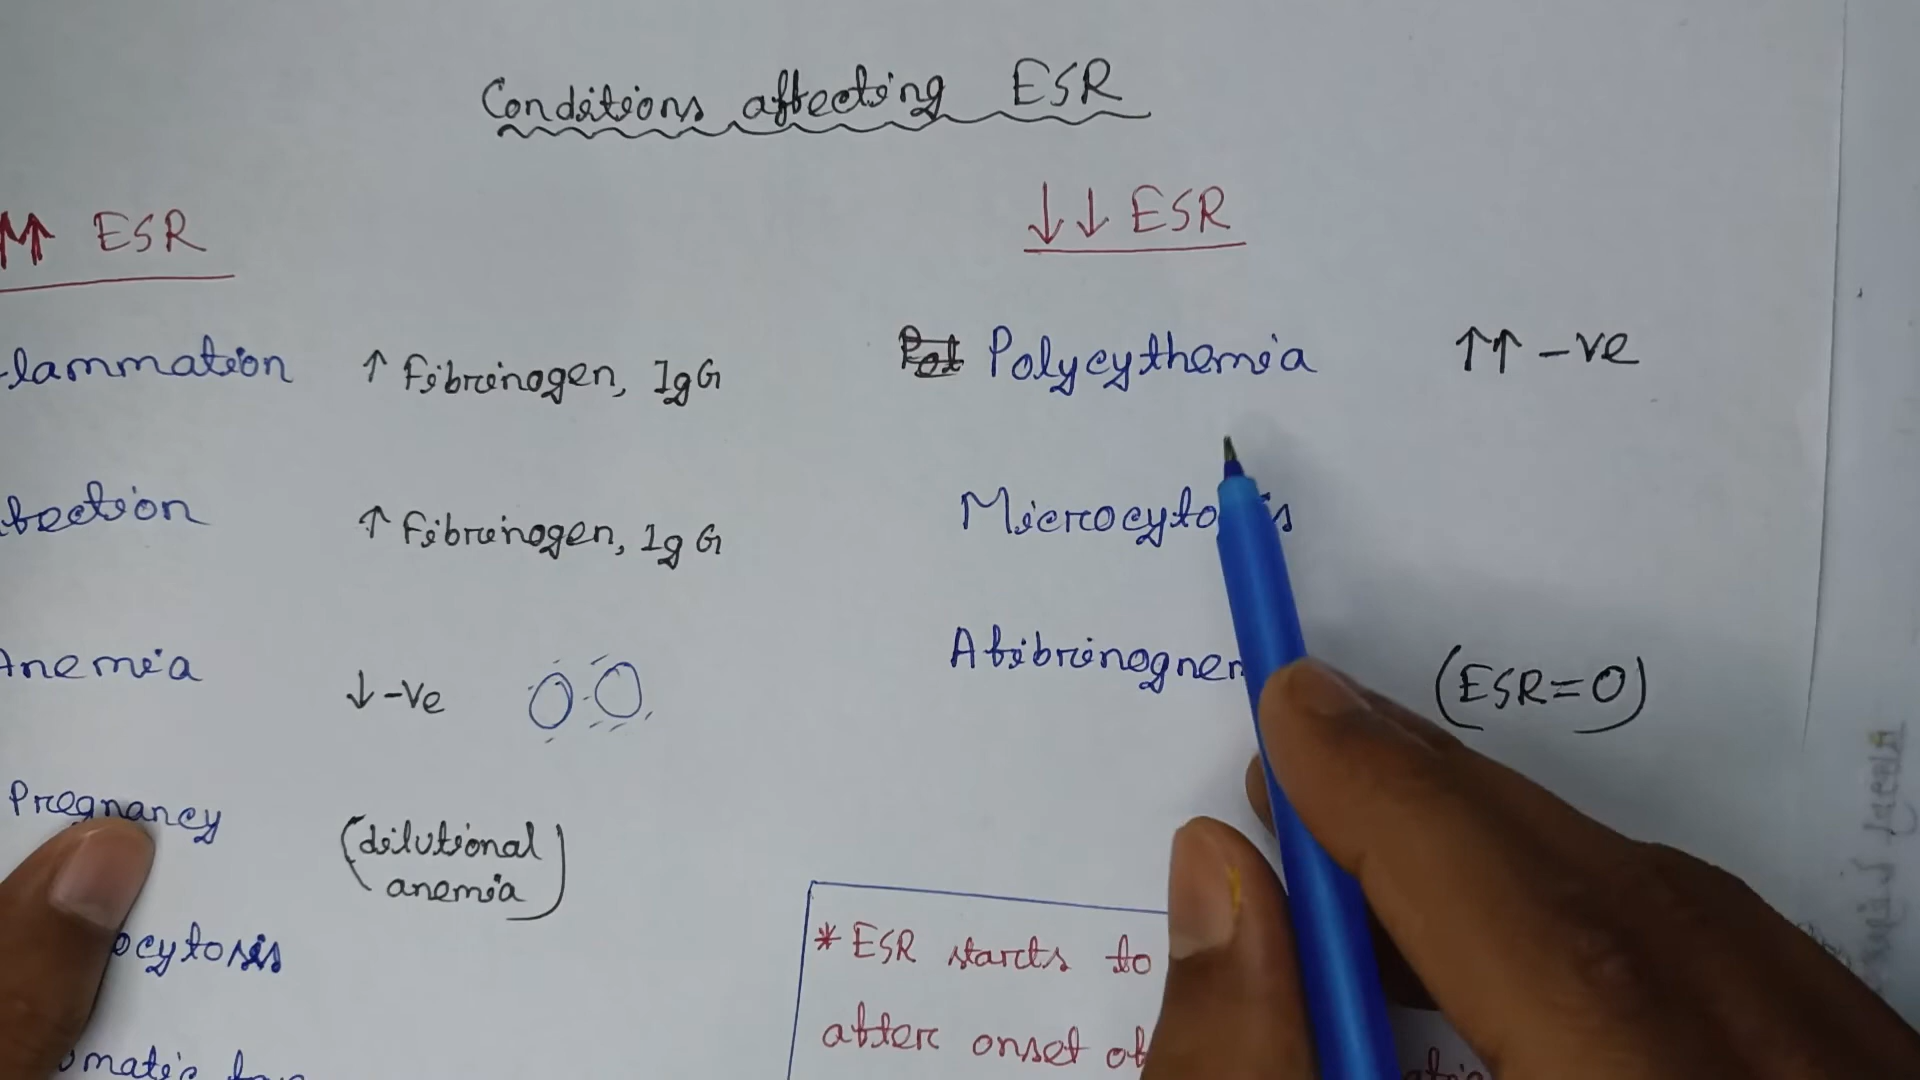 Conditions affecting ESR
↑↑ ESR
↓↓ ESR
lammation ↑ Fibrinogen, IgG
Polycythemia ↑↑ -ve
bection ↑ Fibrinogen, IgG
Anemia ↓ -ve
Afibrinogne
(ESR=0)
Pregnancy (dilutional
anemia)
ocytosis
* ESR starts to
after onset of